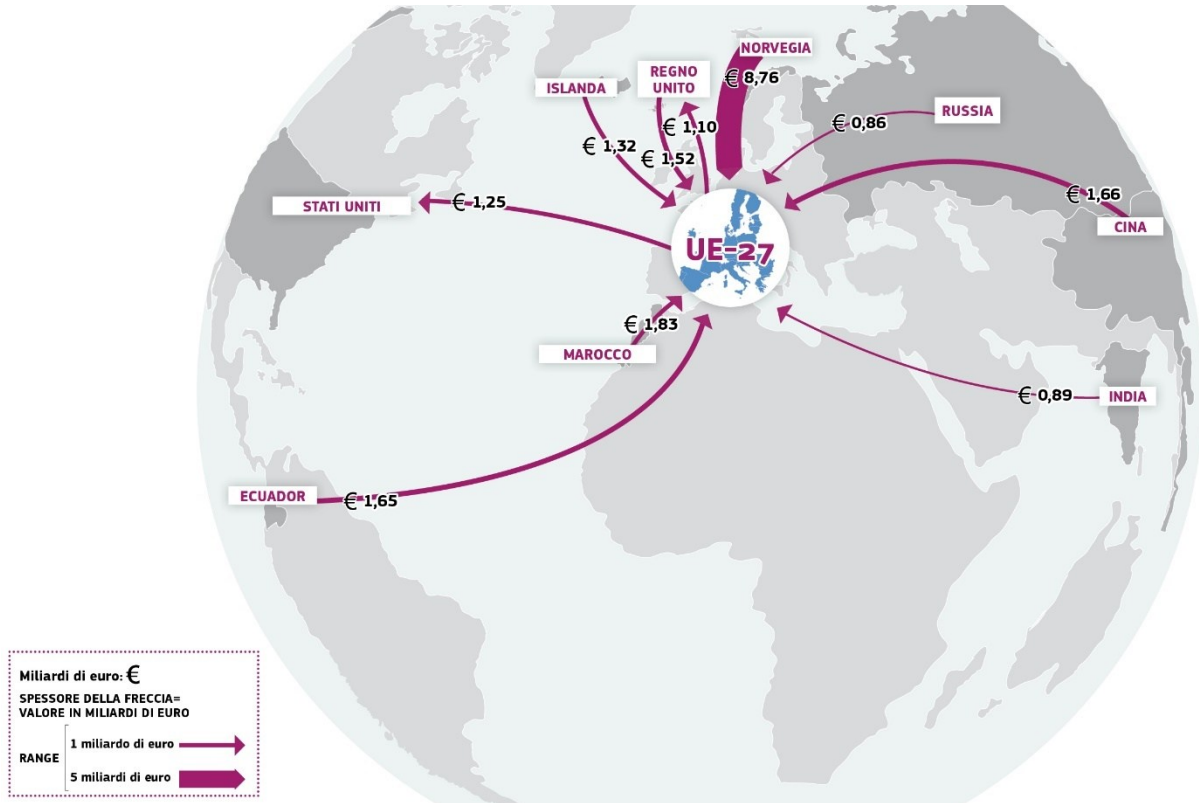 NORVEGIA
€ 8,76
REGNO
UNITO
ISLANDA
RUSSIA
€ 0,86
€ 1,10
€ 1,32
€ 1,52
€ 1,66
STATI UNITI
€ 1,25
CINA
UE-27
€ 1,83
MAROCCO
€ 0,89
INDIA
ECUADOR
€ 1,65
Miliardi di euro: €
SPESSORE DELLA FRECCIA=
VALORE IN MILIARDI DI EURO
RANGE
1 miliardo di euro
5 miliardi di euro